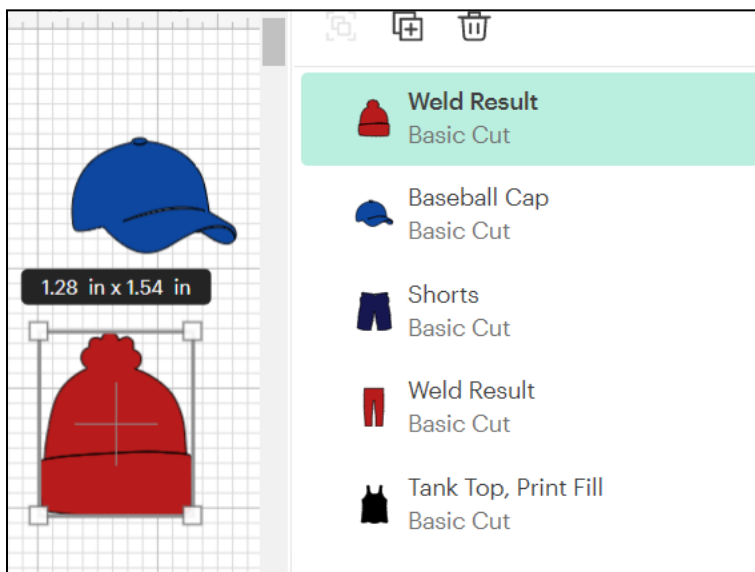 Weld Result
Basic Cut
Baseball Cap
Basic Cut
1.28 in x 1.54 in
Shorts
Basic Cut
Weld Result
Basic Cut
Tank Top, Print Fill
Basic Cut